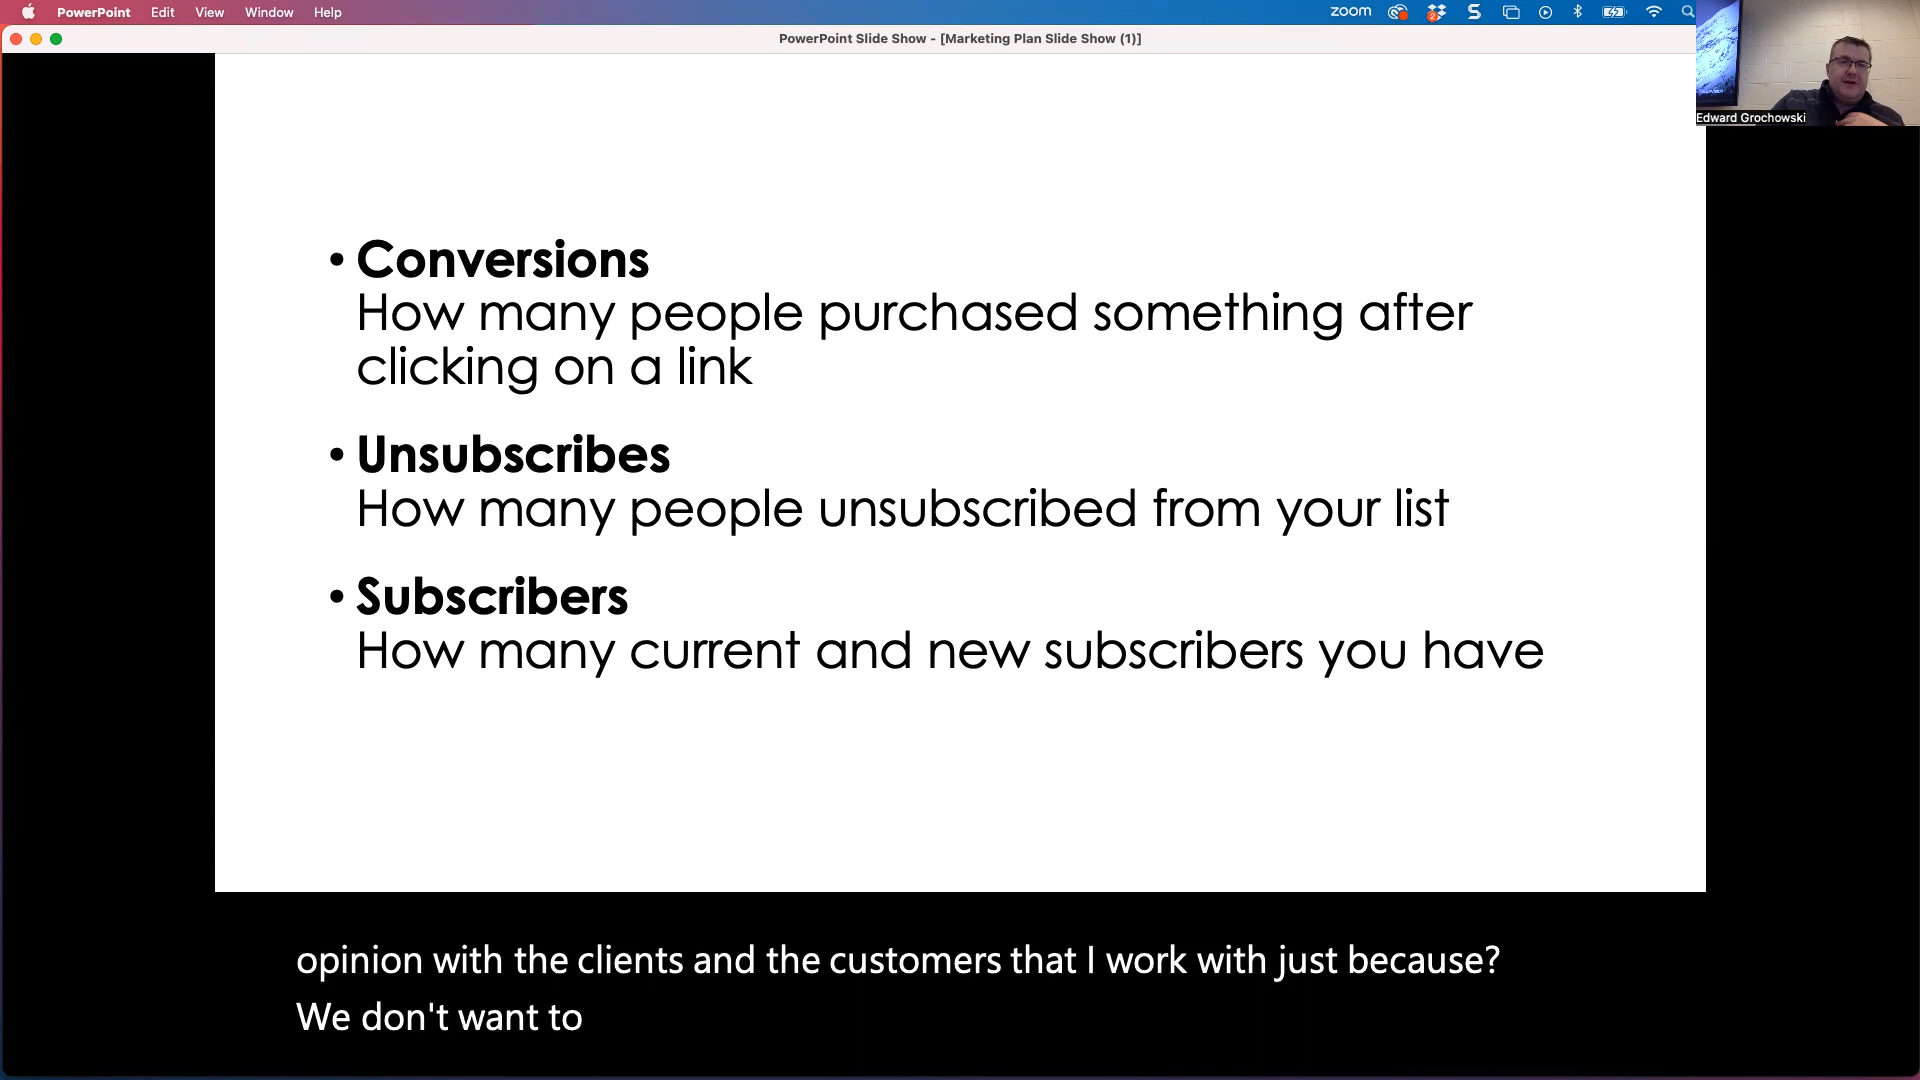 PowerPoint Edit View Window Help
zoom
2
PowerPoint Slide Show - [Marketing Plan Slide Show (1)]
Edward Grochowski
• Conversions
How many people purchased something after
clicking on a link
• Unsubscribes
How many people unsubscribed from your list
• Subscribers
How many current and new subscribers you have
opinion with the clients and the customers that I work with just because?
We don't want to